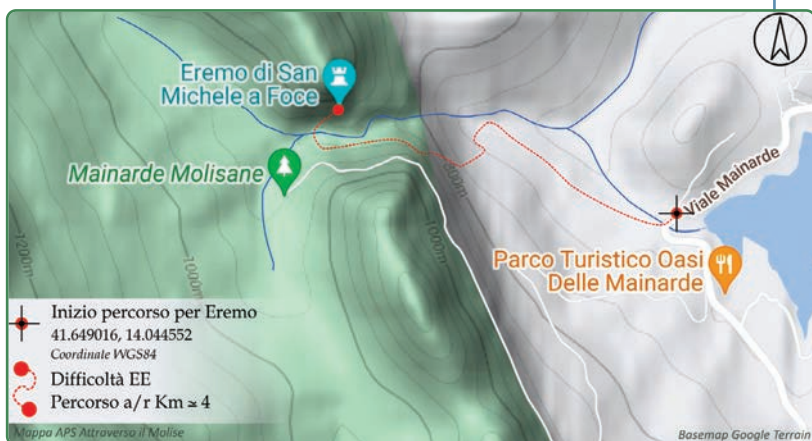 Eremo di San
Michele a Foce
Mainarde Molisane
Viale Mainarde
800m
1000m
1000m
1200m
Parco Turistico Oasi
Delle Mainarde
Inizio percorso per Eremo
41.649016, 14.044552
Coordinate WGS84
Difficoltà EE
Percorso a/r Km ≃ 4
Mappa APS Attraverso il Molise
Basemap Google Terrain